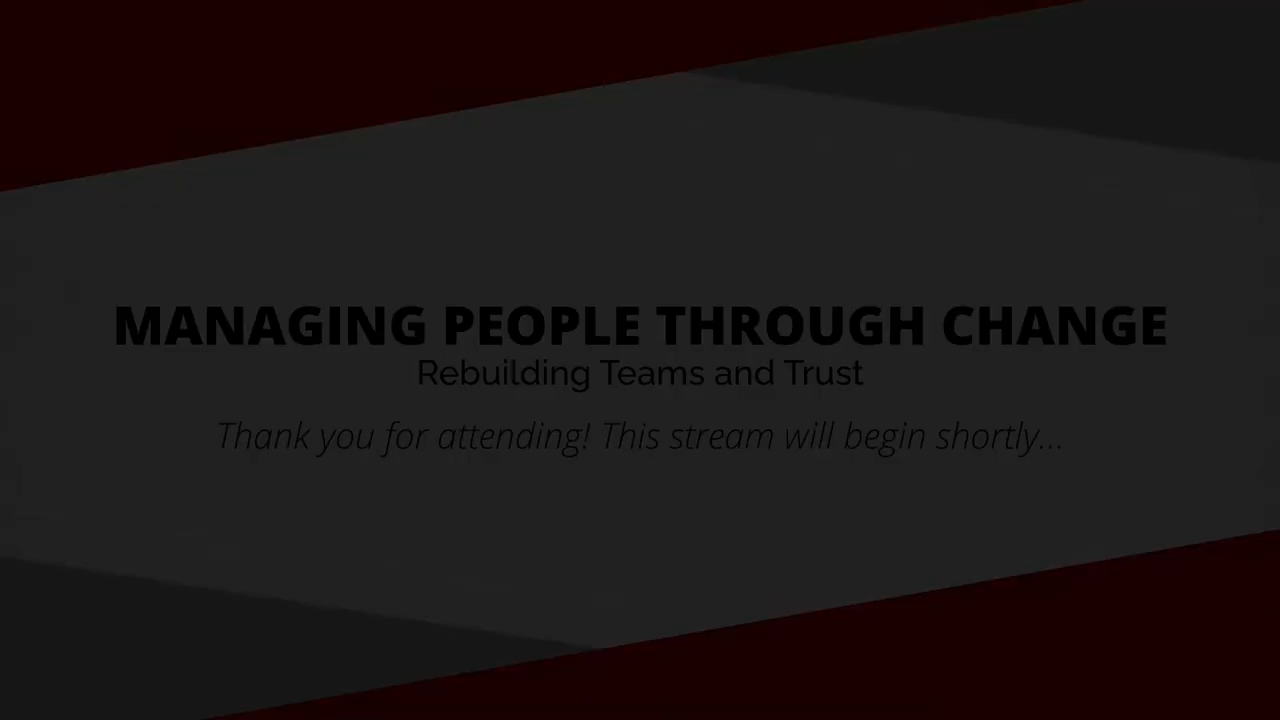 MANAGING PEOPLE THROUGH CHANGE
Rebuilding Teams and Trust
Thank you for attending! This stream will begin shortly...